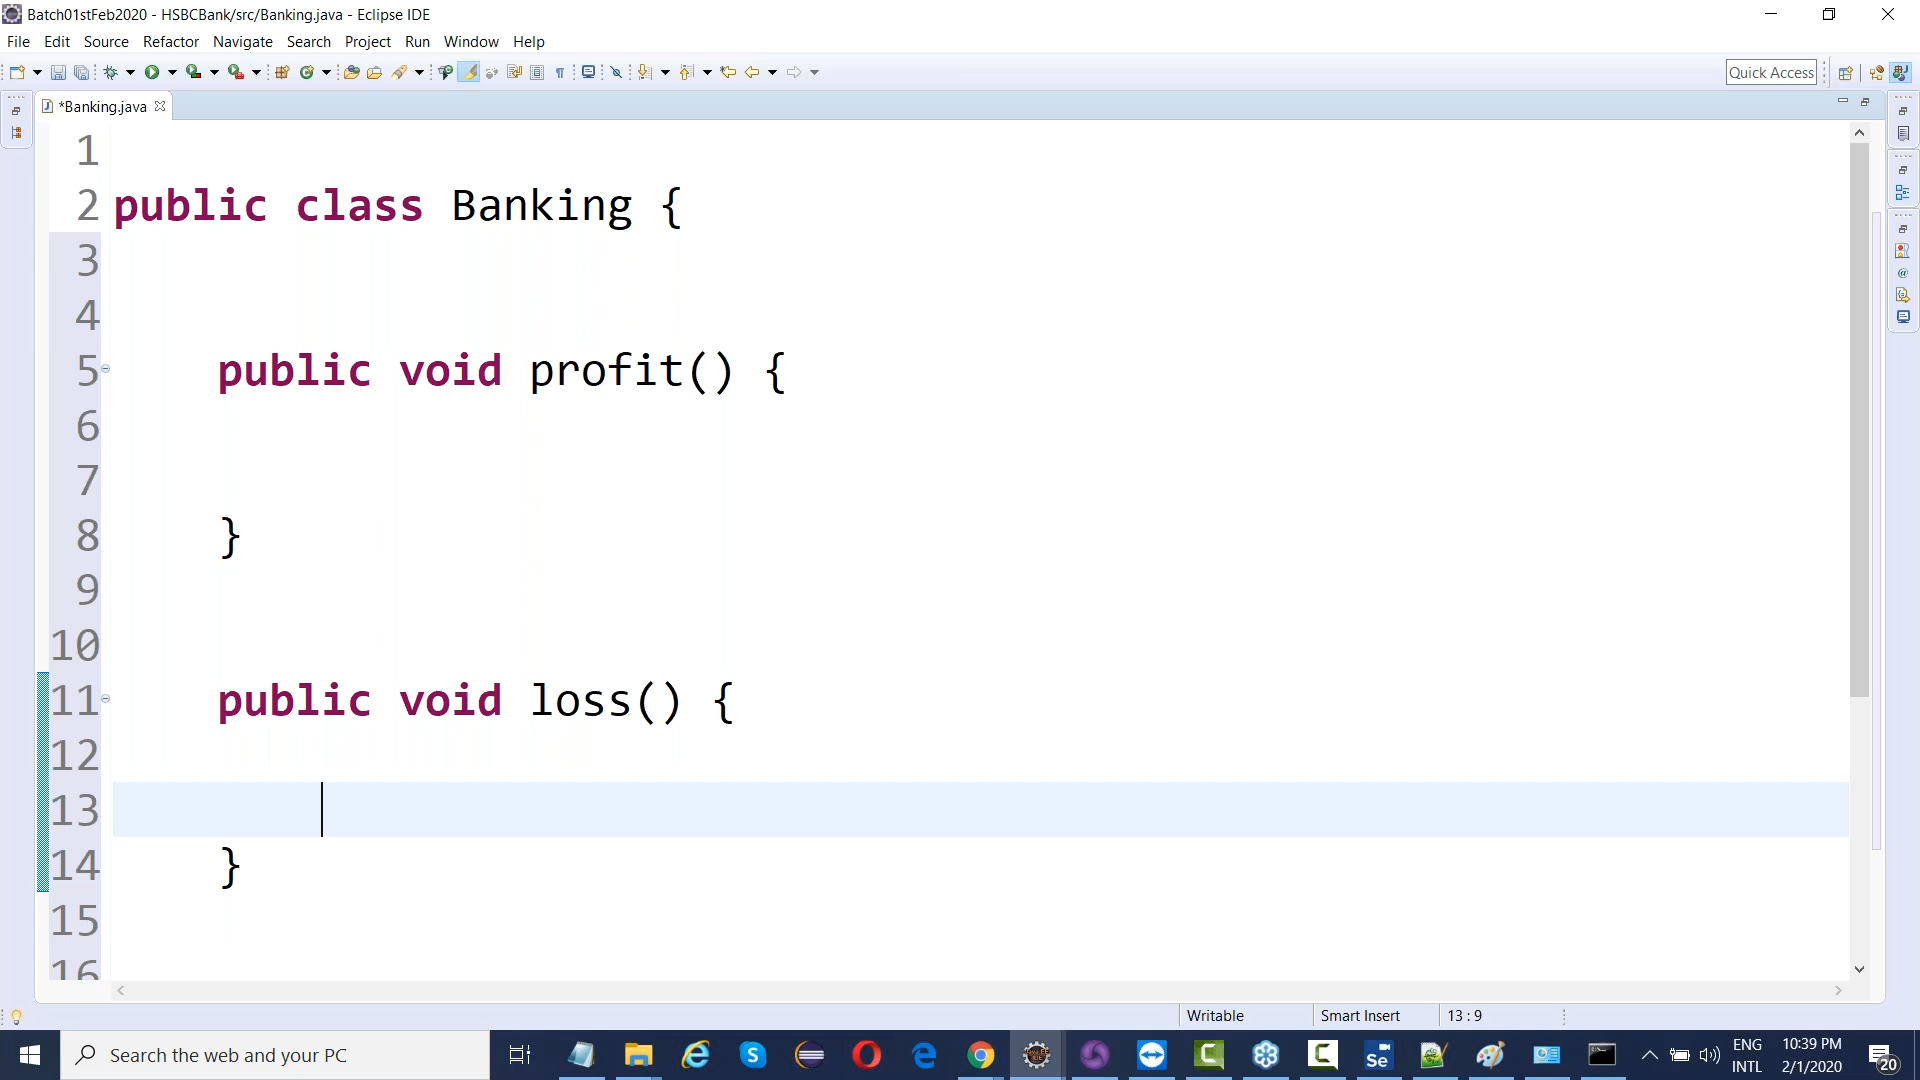 Batch01stFeb2020 - HSBCBank/src/Banking.java - Eclipse IDE
File Edit Source Refactor Navigate Search Project Run Window Help
Quick Access
*Banking.java
1
2 public class Banking {
3
4
5 public void profit() {
6
7
8 }
9
10
11 public void loss() {
12
13
14 }
15
16
Writable Smart Insert 13 : 9
Search the web and your PC
Se
ENG 10:39 PM
INTL 2/1/2020
20